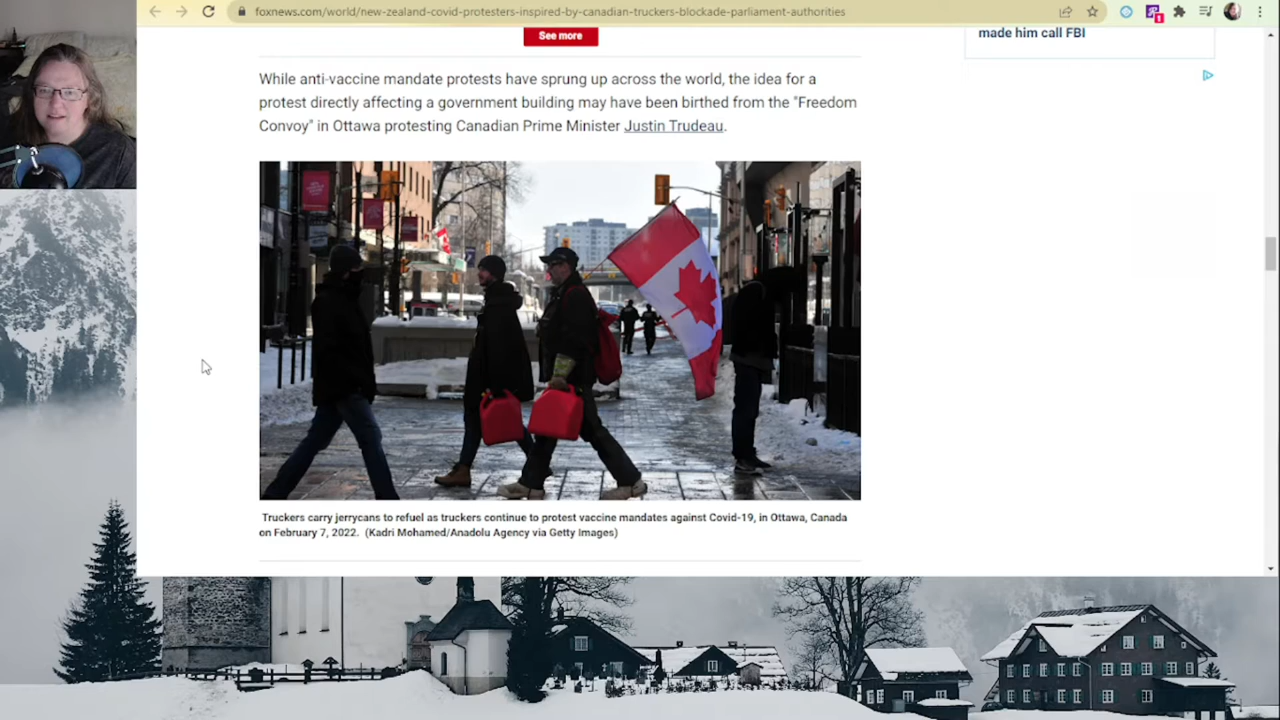 foxnews.com/world/new-zealand-covid-protesters-inspired-by-canadian-truckers-blockade-parliament-authorities
See more
made him call FBI
While anti-vaccine mandate protests have sprung up across the world, the idea for a
protest directly affecting a government building may have been birthed from the "Freedom
Convoy" in Ottawa protesting Canadian Prime Minister Justin Trudeau.
Truckers carry jerrycans to refuel as truckers continue to protest vaccine mandates against Covid-19, in Ottawa, Canada
on February 7, 2022.  (Kadri Mohamed/Anadolu Agency via Getty Images)